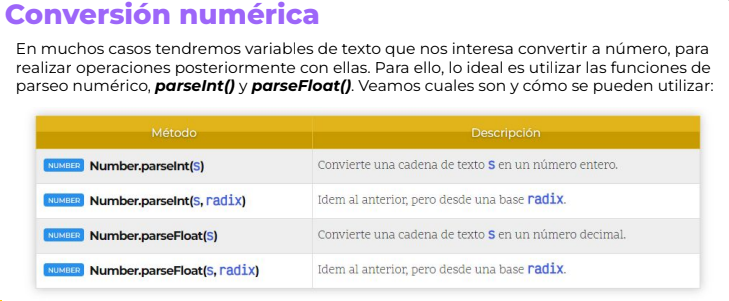 Conversión numérica
En muchos casos tendremos variables de texto que nos interesa convertir a número, para
realizar operaciones posteriormente con ellas. Para ello, lo ideal es utilizar las funciones de
parseo numérico, parseInt() y parseFloat(). Veamos cuales son y cómo se pueden utilizar:
Método Descripción
NUMBER Number.parseInt(S) Convierte una cadena de texto S en un número entero.
NUMBER Number.parseInt(s, radix) Idem al anterior, pero desde una base radix.
NUMBER Number.parseFloat(S) Convierte una cadena de texto S en un número decimal.
NUMBER Number.parseFloat(s, radix) Idem al anterior, pero desde una base radix.